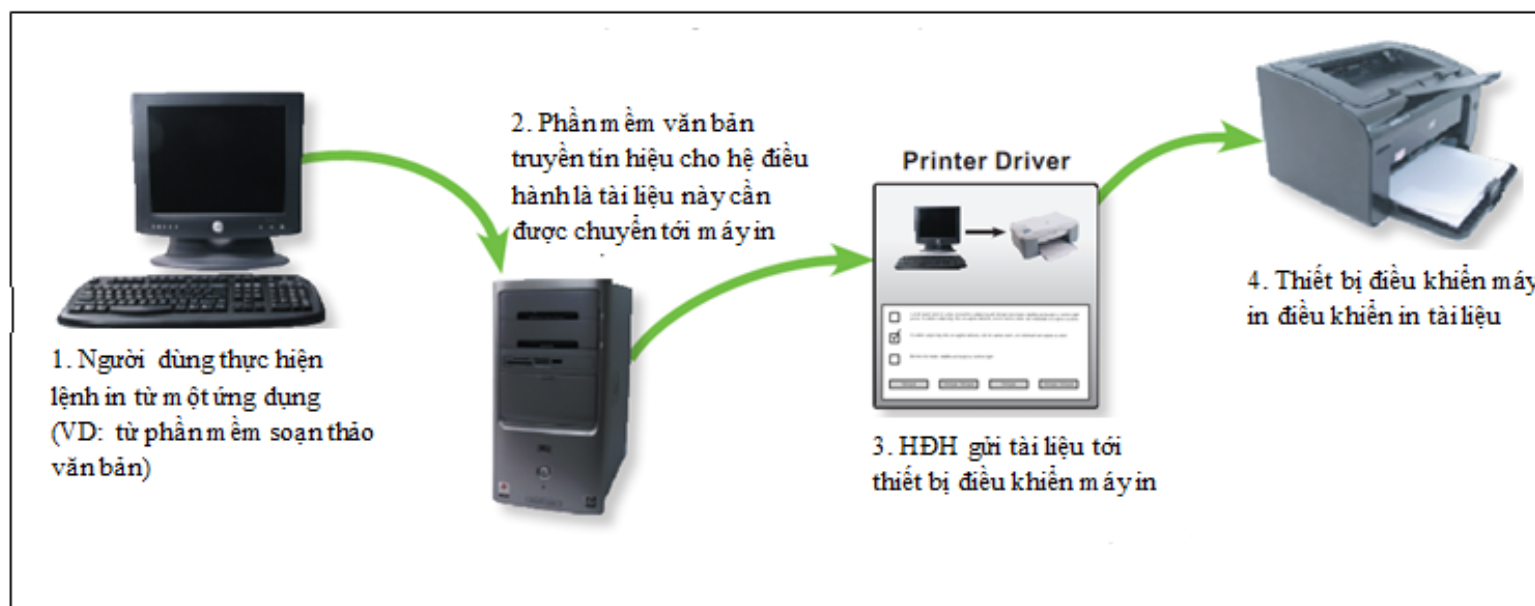 1. Người dùng thực hiện
lệnh in từ một ứng dụng
(VD: từ phần mềm soạn thảo
văn bản)
2. Phần mềm văn bản
truyền tín hiệu cho hệ điều
hành là tài liệu này cần
được chuyển tới máy in
Printer Driver
3. HĐH gửi tài liệu tới
thiết bị điều khiển máy in
4. Thiết bị điều khiển máy
in điều khiển in tài liệu